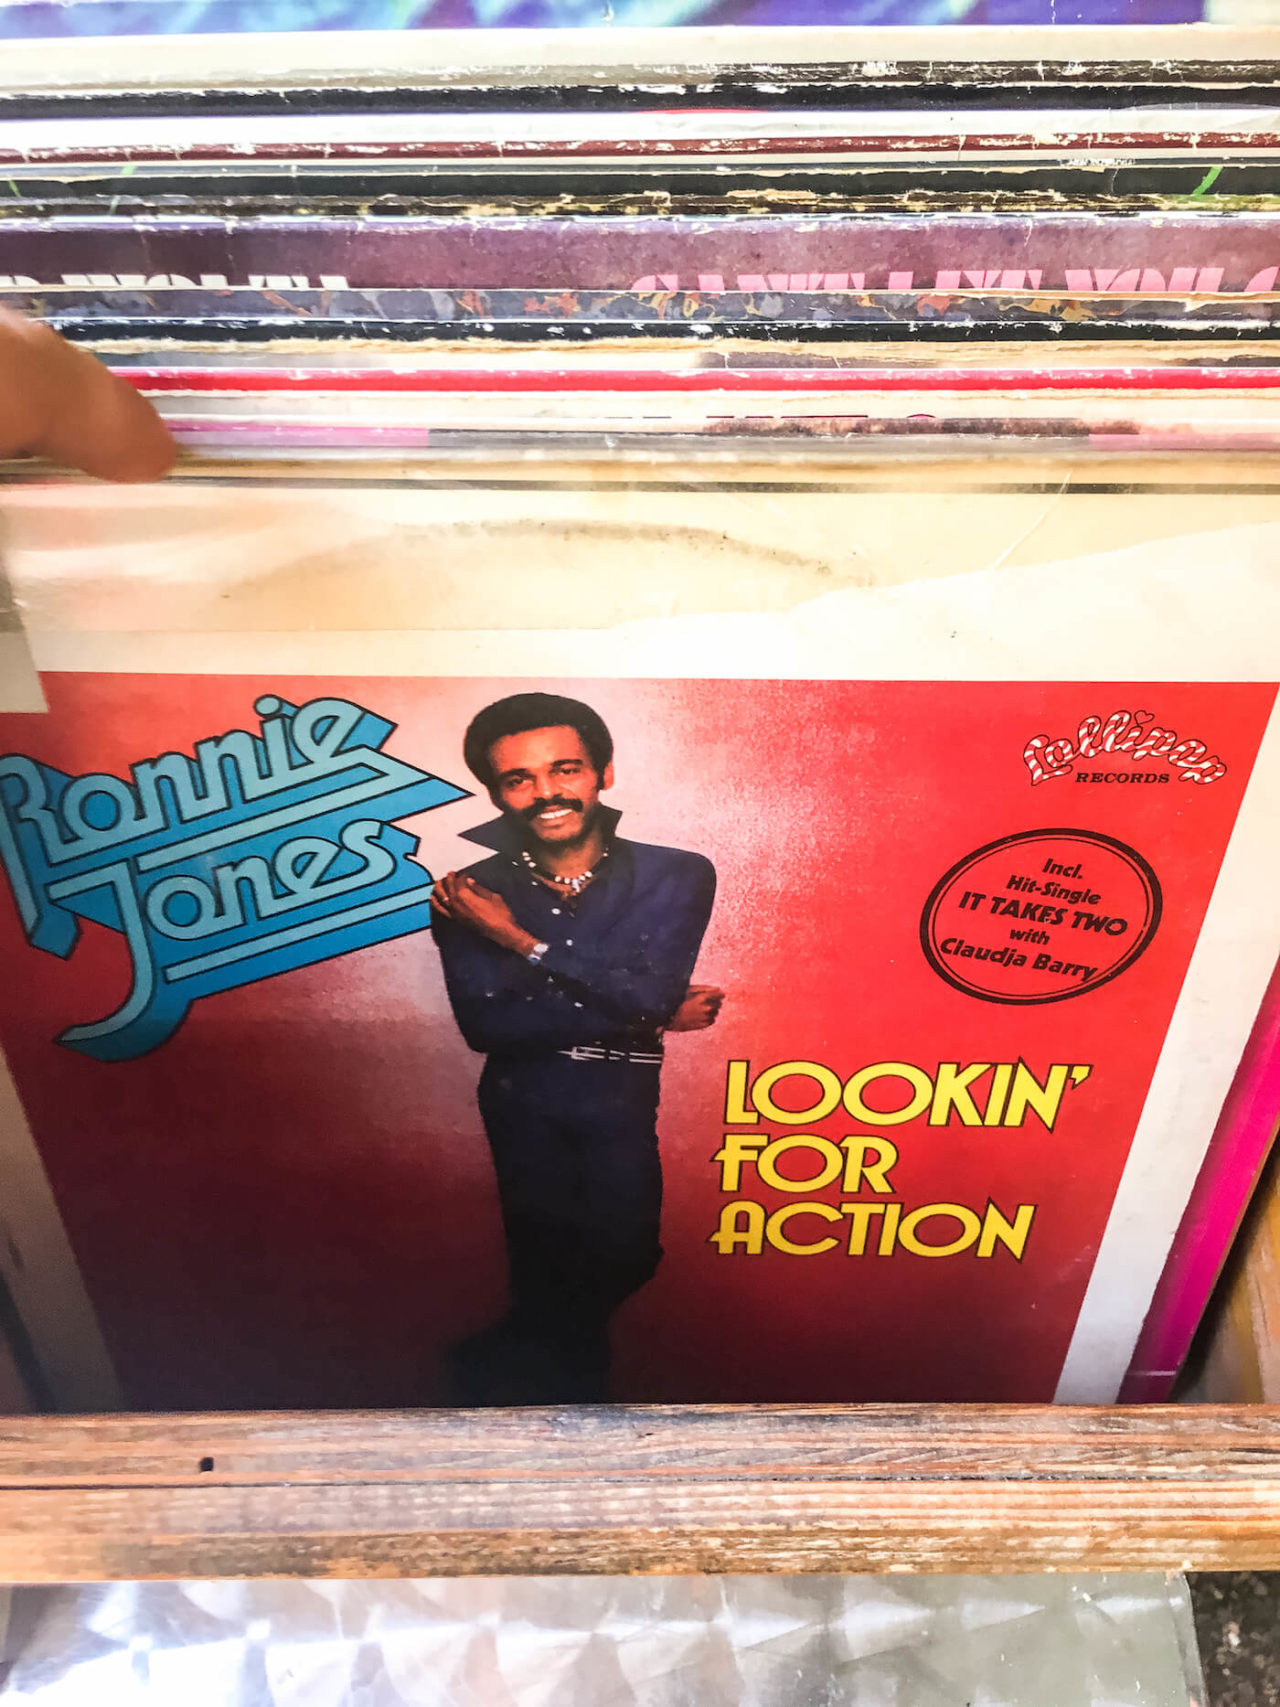 Ronnie
Jones
Lollipop
RECORDS
Incl.
Hit-Single
IT TAKES TWO
with
Claudja Barry
LOOKIN'
FOR
ACTION